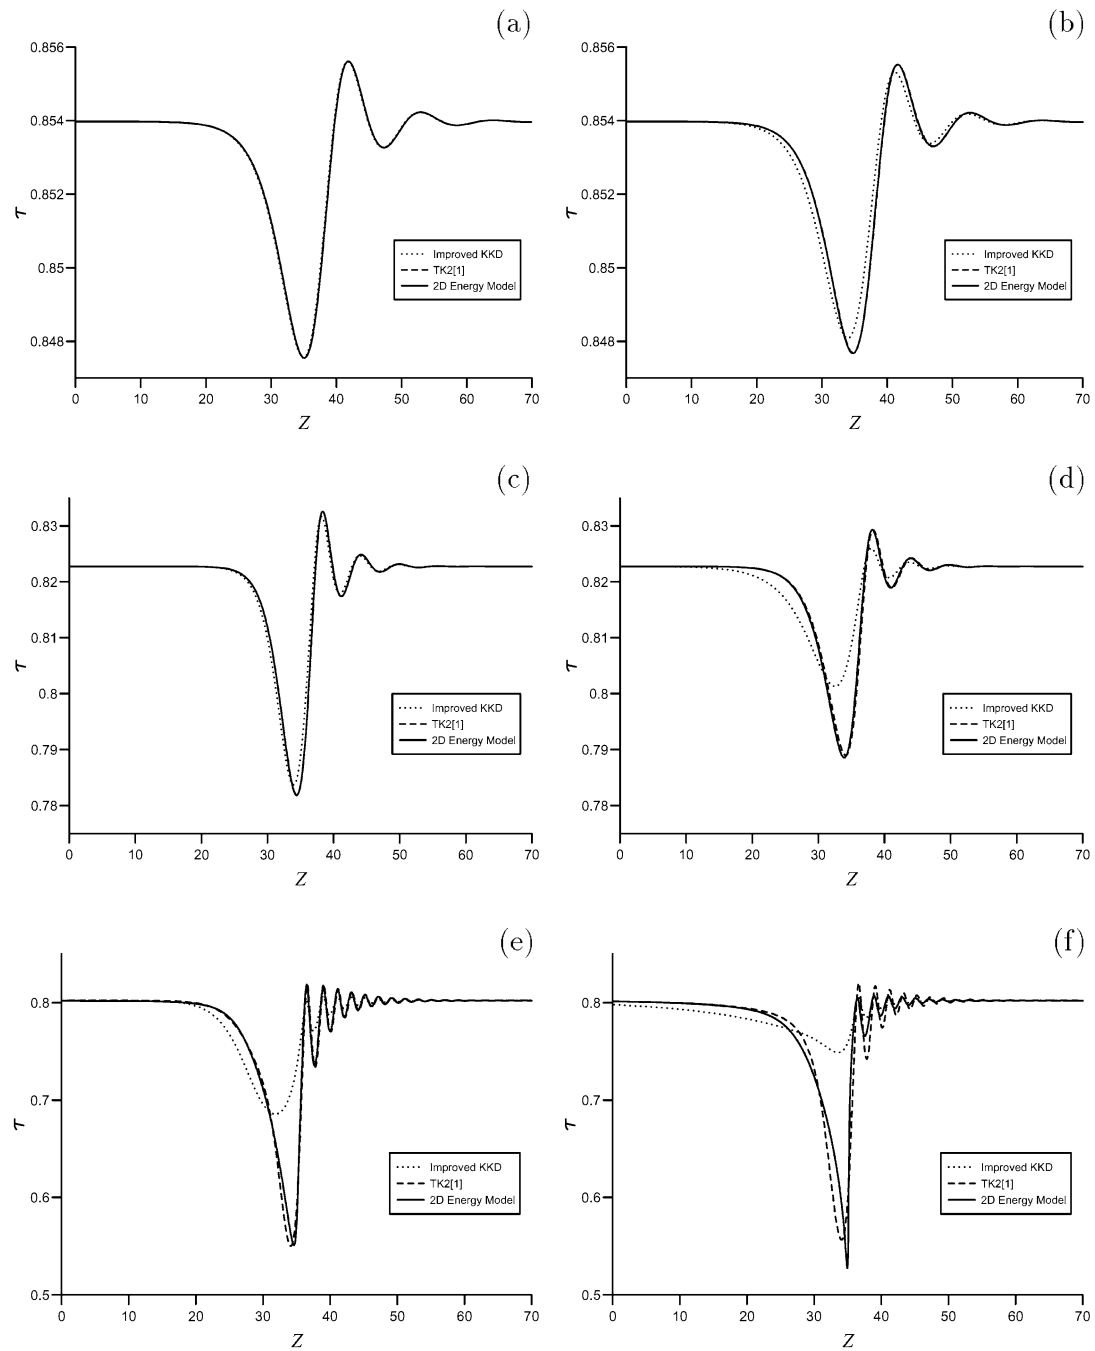 (a)
0.856
0.854
0.852
0.85
0.848
τ
Improved KKD
TK2[1]
2D Energy Model
0 10 20 30 40 50 60 70
Z
(b)
0.856
0.854
0.852
0.85
0.848
τ
Improved KKD
TK2[1]
2D Energy Model
0 10 20 30 40 50 60 70
Z
(c)
0.83
0.82
0.81
0.8
0.79
0.78
τ
Improved KKD
TK2[1]
2D Energy Model
0 10 20 30 40 50 60 70
Z
(d)
0.83
0.82
0.81
0.8
0.79
0.78
τ
Improved KKD
TK2[1]
2D Energy Model
0 10 20 30 40 50 60 70
Z
(e)
0.8
0.7
0.6
0.5
τ
Improved KKD
TK2[1]
2D Energy Model
0 10 20 30 40 50 60 70
Z
(f)
0.8
0.7
0.6
0.5
τ
Improved KKD
TK2[1]
2D Energy Model
0 10 20 30 40 50 60 70
Z